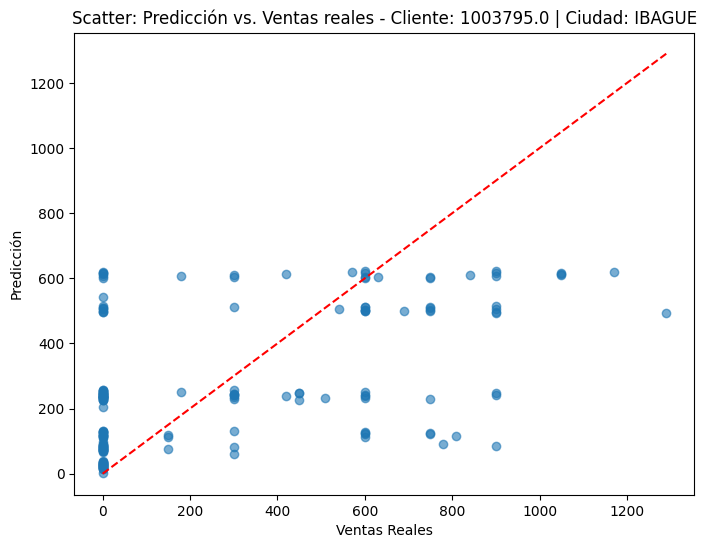 Scatter: Predicción vs. Ventas reales - Cliente: 1003795.0 | Ciudad: IBAGUE
1200
1000
800
600
400
200
0
Predicción
0 200 400 600 800 1000 1200
Ventas Reales